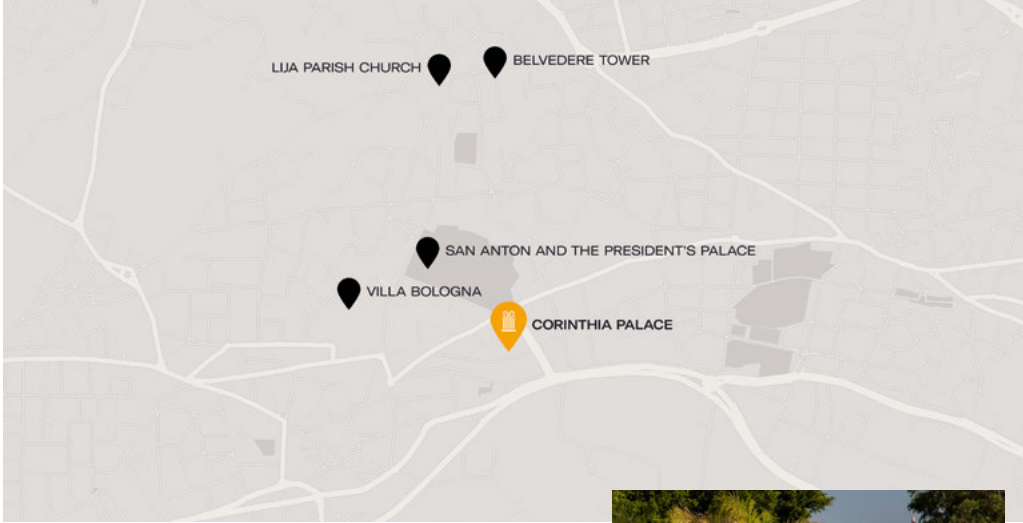 LIJA PARISH CHURCH
BELVEDERE TOWER
SAN ANTON AND THE PRESIDENT'S PALACE
VILLA BOLOGNA
CORINTHIA PALACE